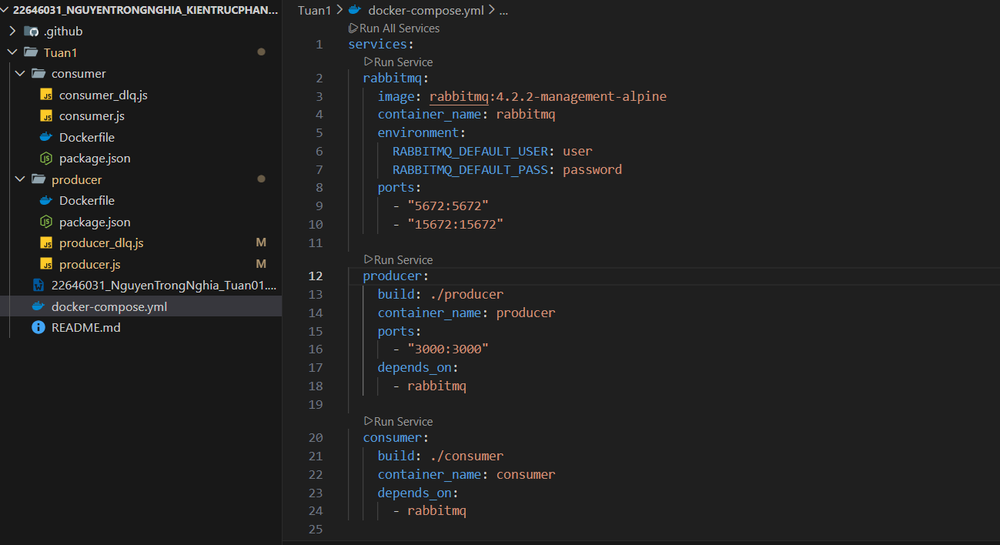 22646031_NGUYENTRONGNGHIA_KIENTRUCPHAN...
.github
Tuan1
consumer
JS consumer_dlq.js
JS consumer.js
Dockerfile
package.json
producer
Dockerfile
package.json
JS producer_dlq.js M
JS producer.js M
22646031_NguyenTrongNghia_Tuan01....
docker-compose.yml
README.md
Tuan1 > docker-compose.yml > ...
Run All Services
1 services:
Run Service
2 rabbitmq:
3 image: rabbitmq:4.2.2-management-alpine
4 container_name: rabbitmq
5 environment:
6 RABBITMQ_DEFAULT_USER: user
7 RABBITMQ_DEFAULT_PASS: password
8 ports:
9 - "5672:5672"
10 - "15672:15672"
11
Run Service
12 producer:
13 build: ./producer
14 container_name: producer
15 ports:
16 - "3000:3000"
17 depends_on:
18 - rabbitmq
19
Run Service
20 consumer:
21 build: ./consumer
22 container_name: consumer
23 depends_on:
24 - rabbitmq
25